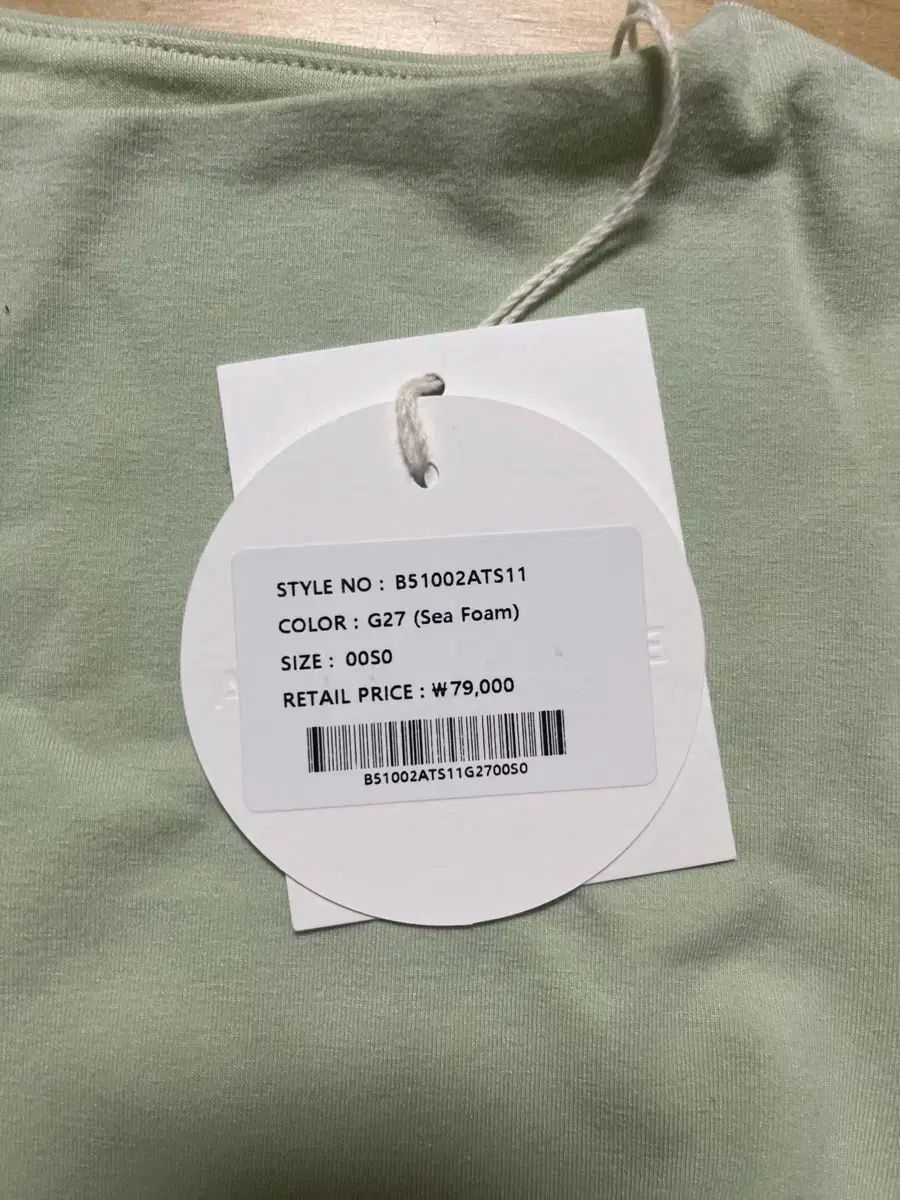 STYLE NO : B51002ATS11
COLOR : G27 (Sea Foam)
SIZE : 00S0
RETAIL PRICE : ₩79,000
B51002ATS11G2700S0